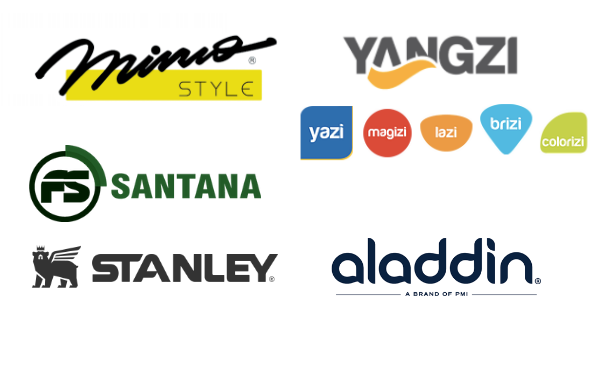 mimo ®
STYLE
YANGZI
yazi
magizi
lazi
brizi
colorizi
FS SANTANA
STANLEY ®
aladdin ®
A BRAND OF PMI